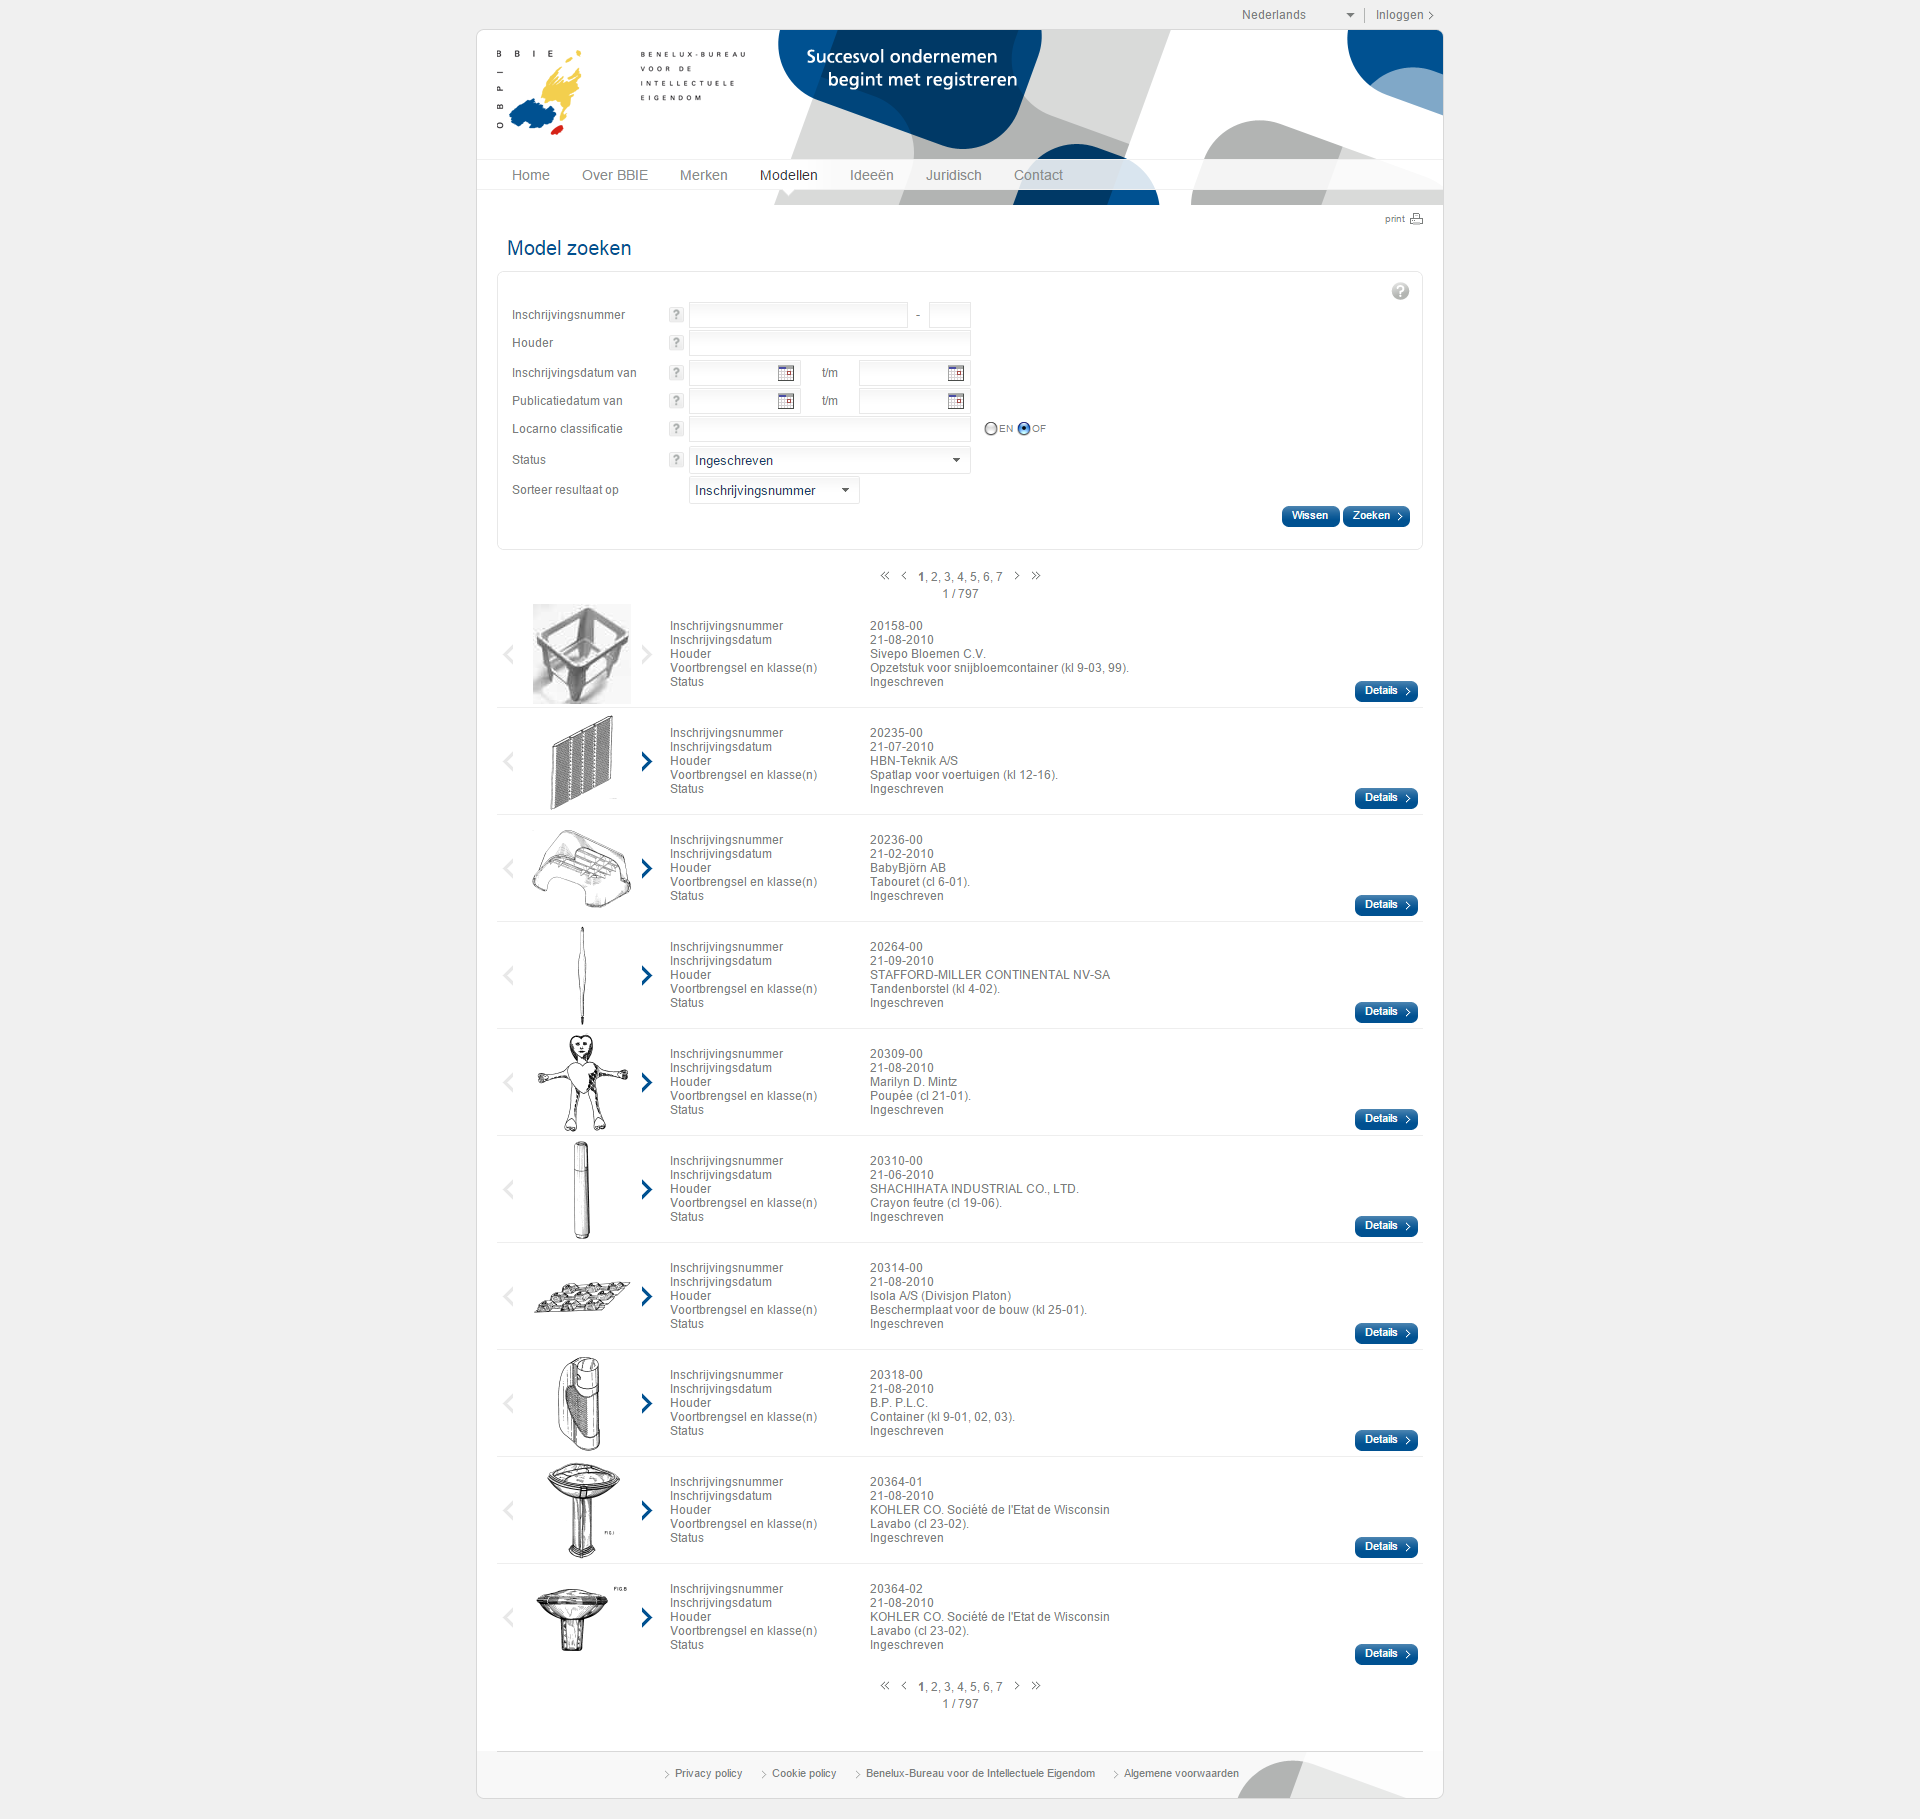 Nederlands
Inloggen
BBIE
OBPI
BENELUX-BUREAU
VOOR DE
INTELLECTUELE
EIGENDOM
Succesvol ondernemen
begint met registreren
Home Over BBIE Merken Modellen Ideeën Juridisch Contact
print
Model zoeken
?
Inschrijvingsnummer ? -
Houder ?
Inschrijvingsdatum van ? t/m
Publicatiedatum van ? t/m
Locarno classificatie ? EN OF
Status ? Ingeschreven
Sorteer resultaat op Inschrijvingsnummer
Wissen Zoeken
1, 2, 3, 4, 5, 6, 7
1 / 797
Inschrijvingsnummer 20158-00
Inschrijvingsdatum 21-08-2010
Houder Sivepo Bloemen C.V.
Voortbrengsel en klasse(n) Opzetstuk voor snijbloemcontainer (kl 9-03, 99).
Status Ingeschreven
Details
Inschrijvingsnummer 20235-00
Inschrijvingsdatum 21-07-2010
Houder HBN-Teknik A/S
Voortbrengsel en klasse(n) Spatlap voor voertuigen (kl 12-16).
Status Ingeschreven
Details
Inschrijvingsnummer 20236-00
Inschrijvingsdatum 21-02-2010
Houder BabyBjörn AB
Voortbrengsel en klasse(n) Tabouret (cl 6-01).
Status Ingeschreven
Details
Inschrijvingsnummer 20264-00
Inschrijvingsdatum 21-09-2010
Houder STAFFORD-MILLER CONTINENTAL NV-SA
Voortbrengsel en klasse(n) Tandenborstel (kl 4-02).
Status Ingeschreven
Details
Inschrijvingsnummer 20309-00
Inschrijvingsdatum 21-08-2010
Houder Marilyn D. Mintz
Voortbrengsel en klasse(n) Poupée (cl 21-01).
Status Ingeschreven
Details
Inschrijvingsnummer 20310-00
Inschrijvingsdatum 21-06-2010
Houder SHACHIHATA INDUSTRIAL CO., LTD.
Voortbrengsel en klasse(n) Crayon feutre (cl 19-06).
Status Ingeschreven
Details
Inschrijvingsnummer 20314-00
Inschrijvingsdatum 21-08-2010
Houder Isola A/S (Divisjon Platon)
Voortbrengsel en klasse(n) Beschermplaat voor de bouw (kl 25-01).
Status Ingeschreven
Details
Inschrijvingsnummer 20318-00
Inschrijvingsdatum 21-08-2010
Houder B.P. P.L.C.
Voortbrengsel en klasse(n) Container (kl 9-01, 02, 03).
Status Ingeschreven
Details
Inschrijvingsnummer 20364-01
Inschrijvingsdatum 21-08-2010
Houder KOHLER CO. Société de l'Etat de Wisconsin
Voortbrengsel en klasse(n) Lavabo (cl 23-02).
Status Ingeschreven
FIG.1
Details
FIG.8
Inschrijvingsnummer 20364-02
Inschrijvingsdatum 21-08-2010
Houder KOHLER CO. Société de l'Etat de Wisconsin
Voortbrengsel en klasse(n) Lavabo (cl 23-02).
Status Ingeschreven
Details
1, 2, 3, 4, 5, 6, 7
1 / 797
Privacy policy Cookie policy Benelux-Bureau voor de Intellectuele Eigendom Algemene voorwaarden